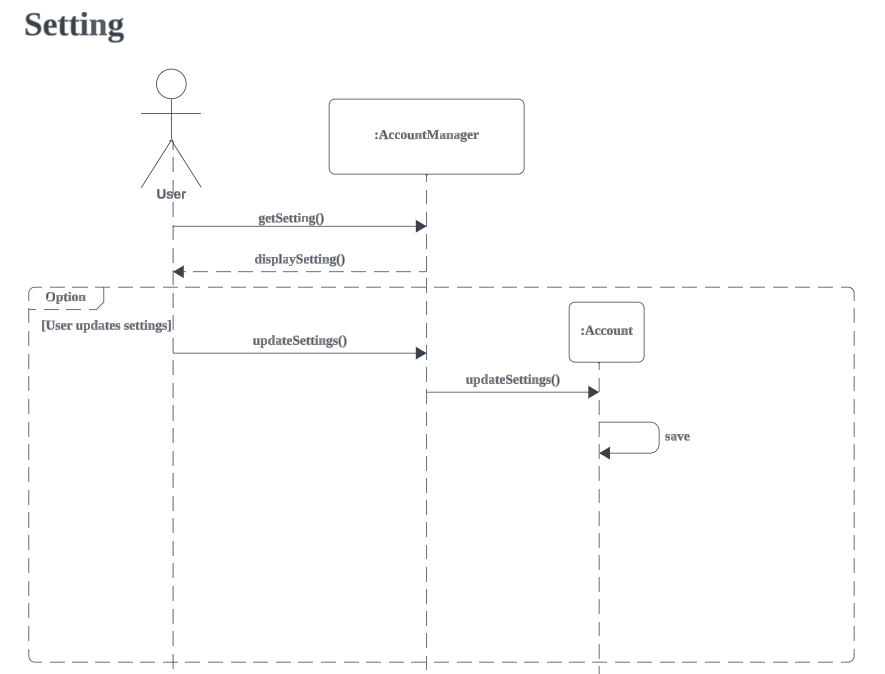 Setting
:AccountManager
User
getSetting()
displaySetting()
Option
[User updates settings]
:Account
updateSettings()
updateSettings()
save